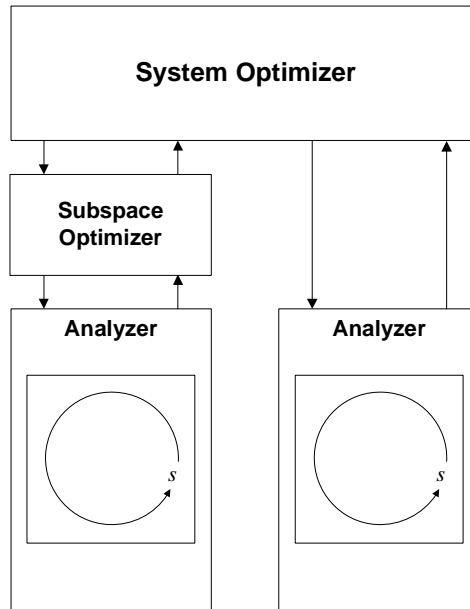 System Optimizer
Subspace
Optimizer
Analyzer
Analyzer
s
s